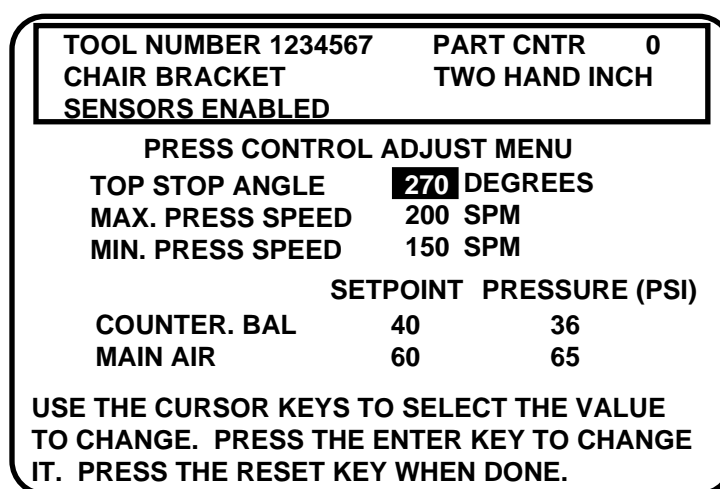 TOOL NUMBER 1234567 PART CNTR 0
CHAIR BRACKET TWO HAND INCH
SENSORS ENABLED
PRESS CONTROL ADJUST MENU
TOP STOP ANGLE 270 DEGREES
MAX. PRESS SPEED 200 SPM
MIN. PRESS SPEED 150 SPM
SETPOINT PRESSURE (PSI)
COUNTER. BAL 40 36
MAIN AIR 60 65
USE THE CURSOR KEYS TO SELECT THE VALUE
TO CHANGE. PRESS THE ENTER KEY TO CHANGE
IT. PRESS THE RESET KEY WHEN DONE.